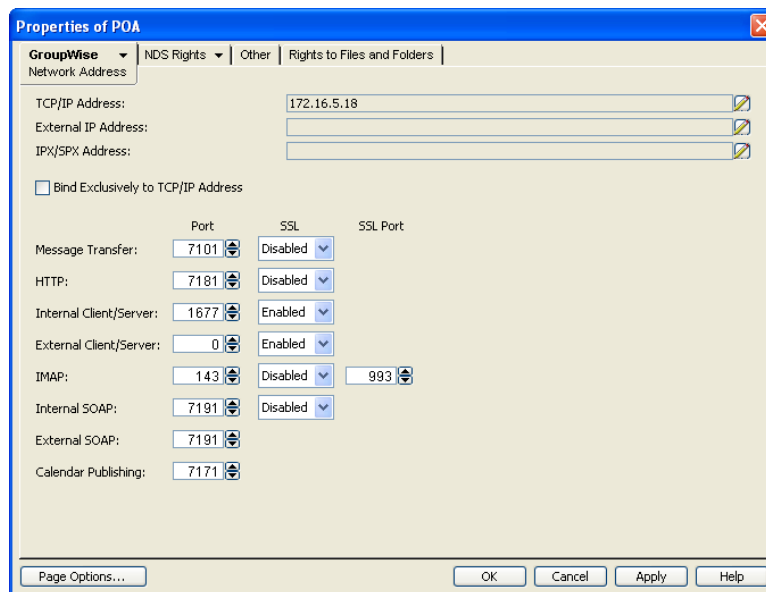 Properties of POA
GroupWise NDS Rights Other Rights to Files and Folders
Network Address
TCP/IP Address: 172.16.5.18
External IP Address:
IPX/SPX Address:
Bind Exclusively to TCP/IP Address
Port SSL SSL Port
Message Transfer: 7101 Disabled
HTTP: 7181 Disabled
Internal Client/Server: 1677 Enabled
External Client/Server: 0 Enabled
IMAP: 143 Disabled 993
Internal SOAP: 7191 Disabled
External SOAP: 7191
Calendar Publishing: 7171
Page Options... OK Cancel Apply Help